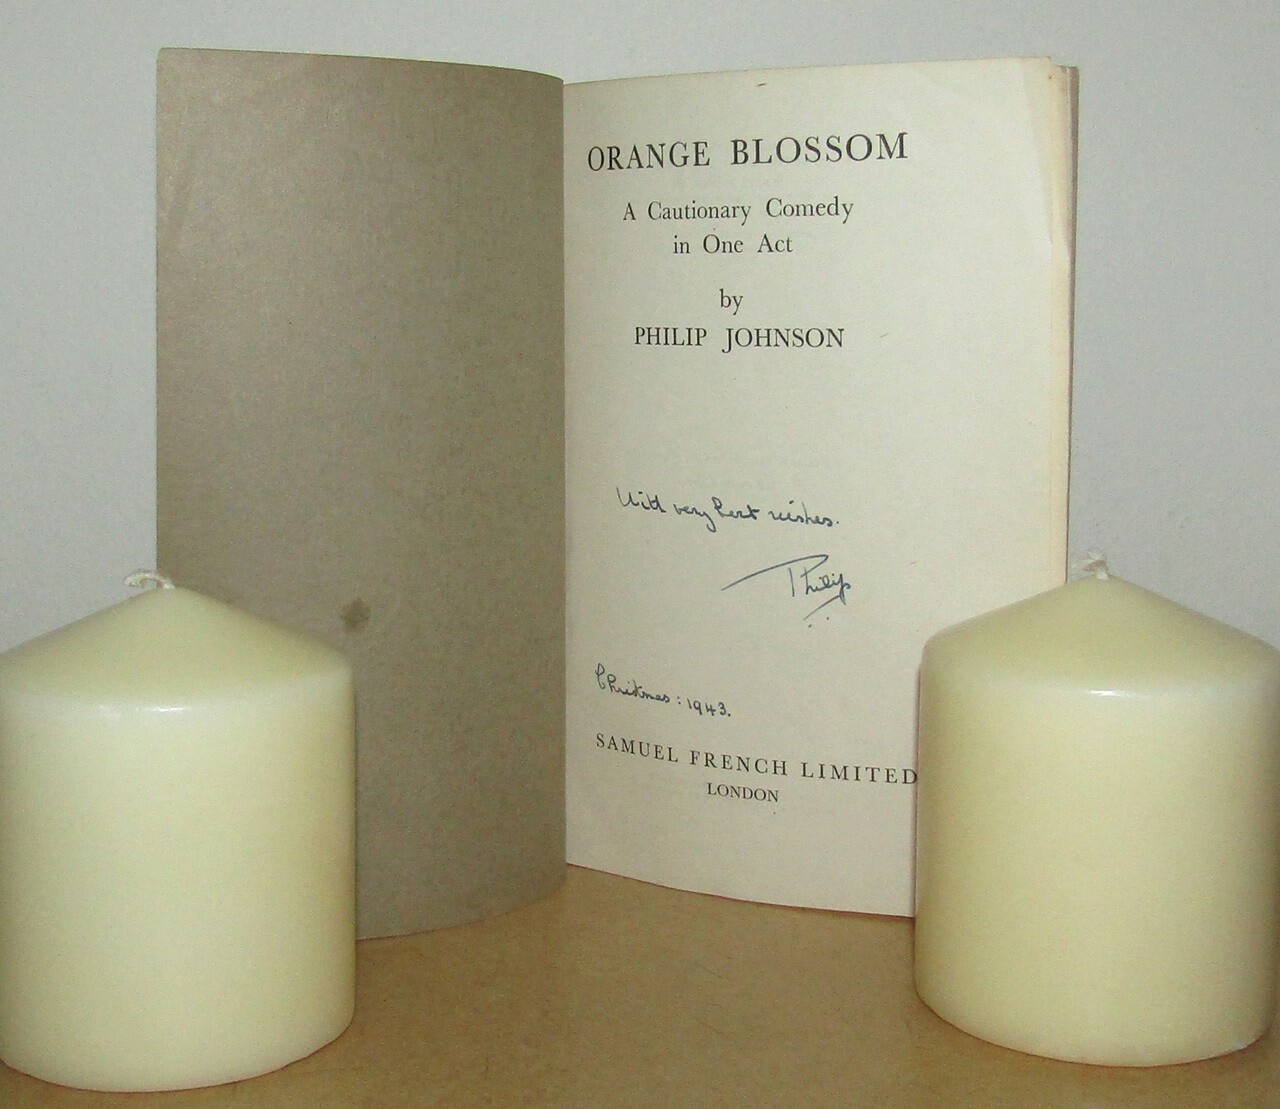 ORANGE BLOSSOM
A Cautionary Comedy
in One Act
by
PHILIP JOHNSON
With very best wishes.
Philip
Christmas: 1943.
SAMUEL FRENCH LIMITED
LONDON